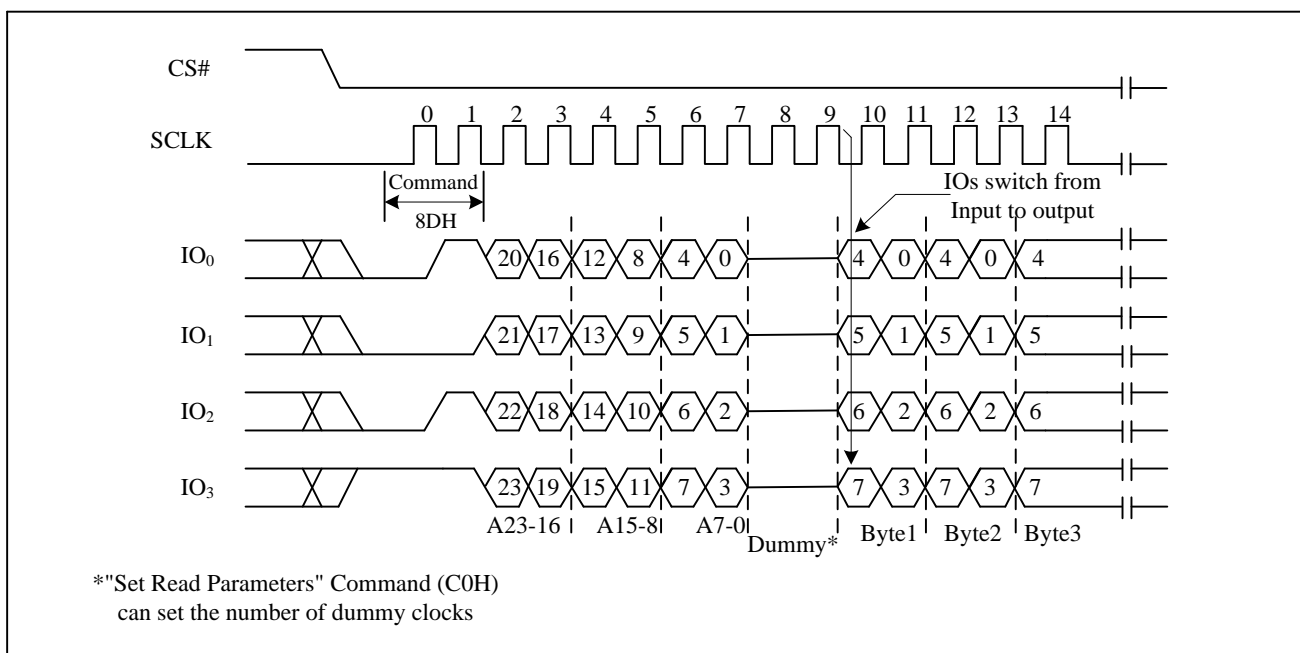 CS#
0 1 2 3 4 5 6 7 8 9 10 11 12 13 14
SCLK
Command
8DH
IOs switch from
Input to output
IO0 20 16 12 8 4 0 4 0 4 0 4
IO1 21 17 13 9 5 1 5 1 5 1 5
IO2 22 18 14 10 6 2 6 2 6 2 6
IO3 23 19 15 11 7 3 7 3 7 3 7
A23-16 A15-8 A7-0 Dummy* Byte1 Byte2 Byte3
*"Set Read Parameters" Command (C0H)
can set the number of dummy clocks